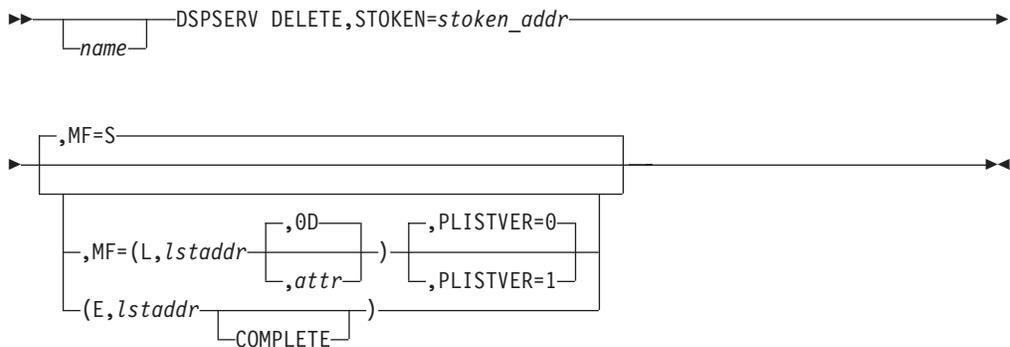 DSPSERV DELETE,STOKEN=stoken_addr
name
,MF=S
,0D ,PLISTVER=0
,MF=(L,lstaddr )
,attr ,PLISTVER=1
(E,lstaddr )
COMPLETE